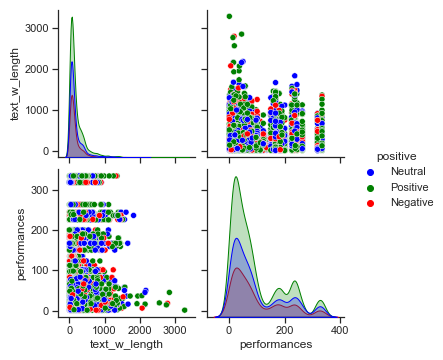 text_w_length
3000
2000
1000
0
performances
300
200
100
0
0
1000
2000
3000
text_w_length
0
200
400
performances
positive
Neutral
Positive
Negative